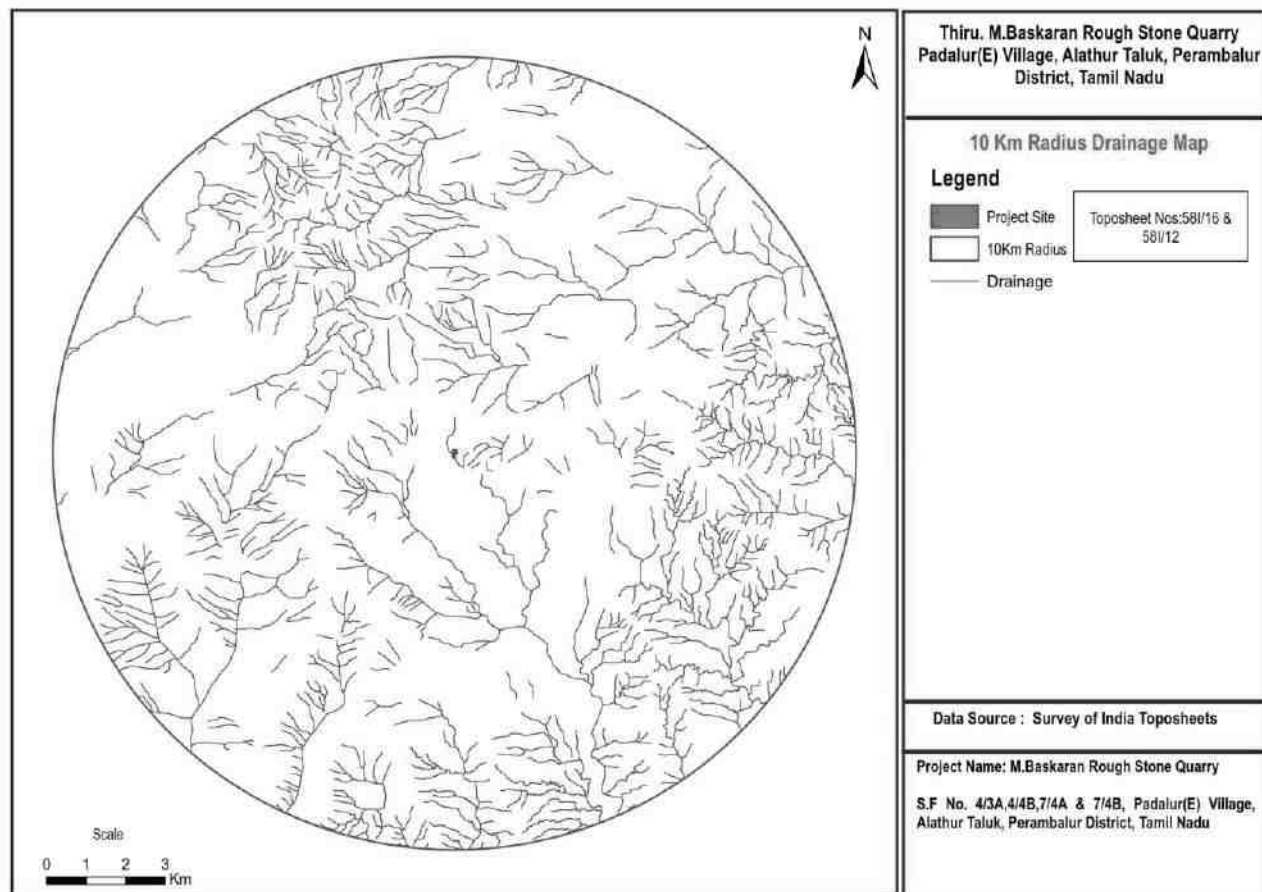 N
Scale
0 1 2 3
Km
Thiru. M.Baskaran Rough Stone Quarry
Padalur(E) Village, Alathur Taluk, Perambalur
District, Tamil Nadu
10 Km Radius Drainage Map
Legend
Project Site
10Km Radius
Drainage
Toposheet Nos:58I/16 &
58I/12
Data Source : Survey of India Toposheets
Project Name: M.Baskaran Rough Stone Quarry
S.F No. 4/3A,4/4B,7/4A & 7/4B, Padalur(E) Village,
Alathur Taluk, Perambalur District, Tamil Nadu